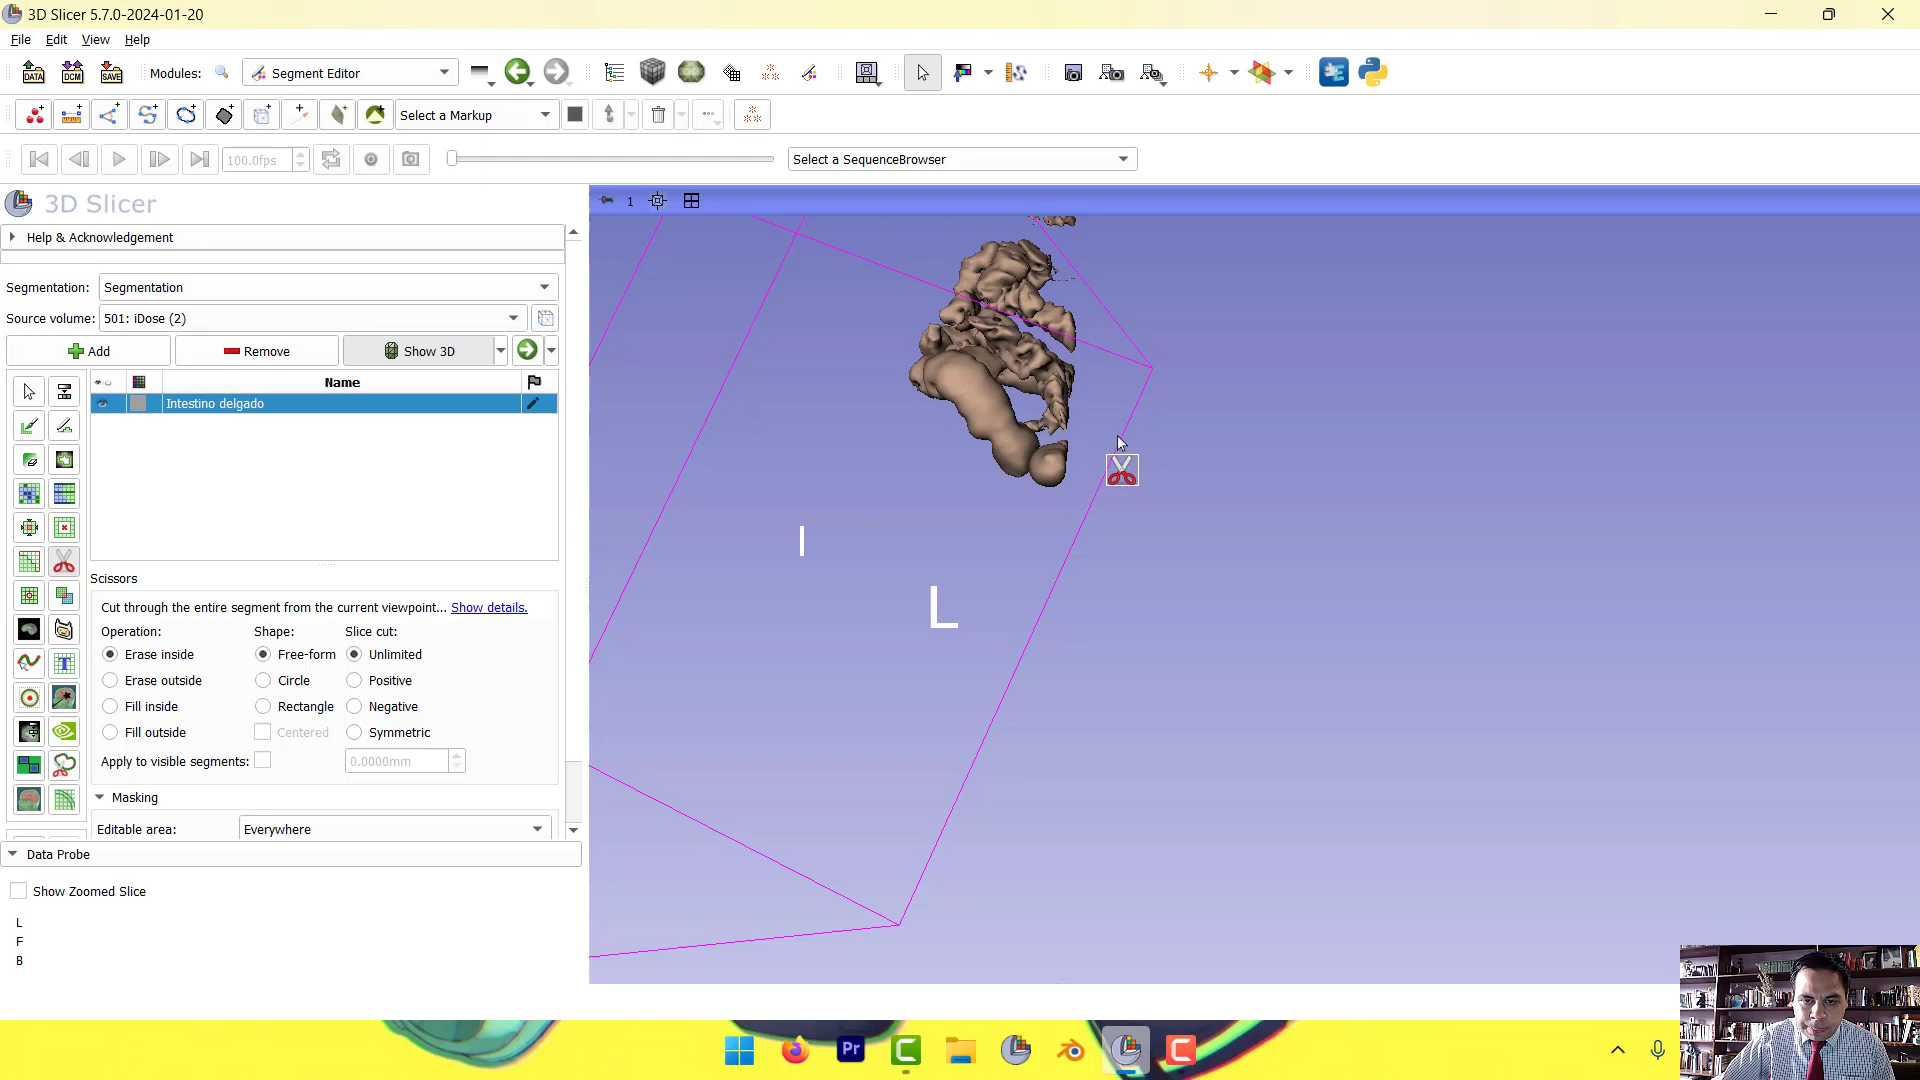 3D Slicer 5.7.0-2024-01-20
File Edit View Help
DATA DCM SAVE Modules: Segment Editor
Select a Markup
100.0fps Select a SequenceBrowser
3D Slicer
1
Help & Acknowledgement
Segmentation: Segmentation
Source volume: 501: iDose (2)
Add Remove Show 3D
Name
Intestino delgado
Scissors
Cut through the entire segment from the current viewpoint... Show details.
Operation: Shape: Slice cut:
Erase inside Free-form Unlimited
Erase outside Circle Positive
Fill inside Rectangle Negative
Fill outside Centered Symmetric
Apply to visible segments: 0.0000mm
Masking
Editable area: Everywhere
Data Probe
Show Zoomed Slice
L
F
B
I
L
Pr